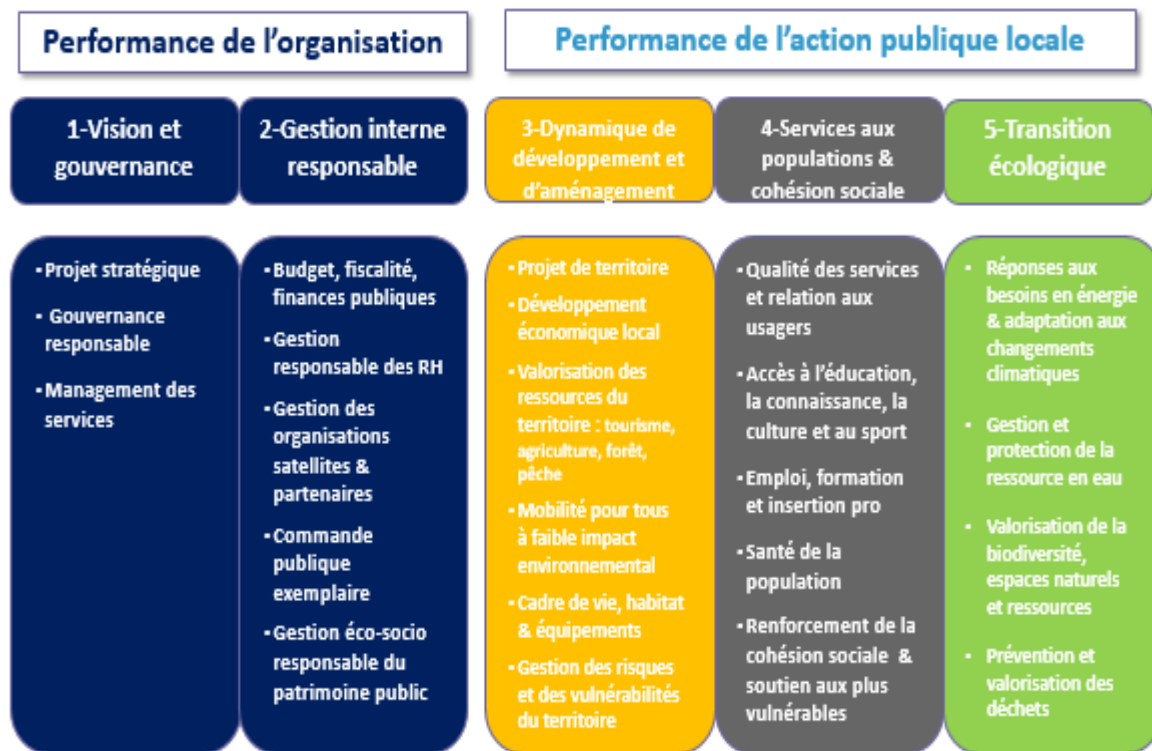 Performance de l'organisation
Performance de l'action publique locale
1-Vision et
gouvernance
2-Gestion interne
responsable
3-Dynamique de
développement et
d'aménagement
4-Services aux
populations &
cohésion sociale
5-Transition
écologique
▪ Projet stratégique
▪ Gouvernance
responsable
▪ Management des
services
▪ Budget, fiscalité,
finances publiques
▪ Gestion
responsable des RH
▪ Gestion des
organisations
satellites &
partenaires
▪ Commande
publique
exemplaire
▪ Gestion éco-socio
responsable du
patrimoine public
▪ Projet de territoire
▪ Développement
économique local
▪ Valorisation des
ressources du
territoire : tourisme,
agriculture, forêt,
pêche
▪ Mobilité pour tous
à faible impact
environnemental
▪ Cadre de vie, habitat
& équipements
▪ Gestion des risques
et des vulnérabilités
du territoire
▪ Qualité des services
et relation aux
usagers
▪ Accès à l'éducation,
la connaissance, la
culture et au sport
▪ Emploi, formation
et insertion pro
▪ Santé de la
population
▪ Renforcement de la
cohésion sociale &
soutien aux plus
vulnérables
▪ Réponses aux
besoins en énergie
& adaptation aux
changements
climatiques
▪ Gestion et
protection de la
ressource en eau
▪ Valorisation de la
biodiversité,
espaces naturels
et ressources
▪ Prévention et
valorisation des
déchets